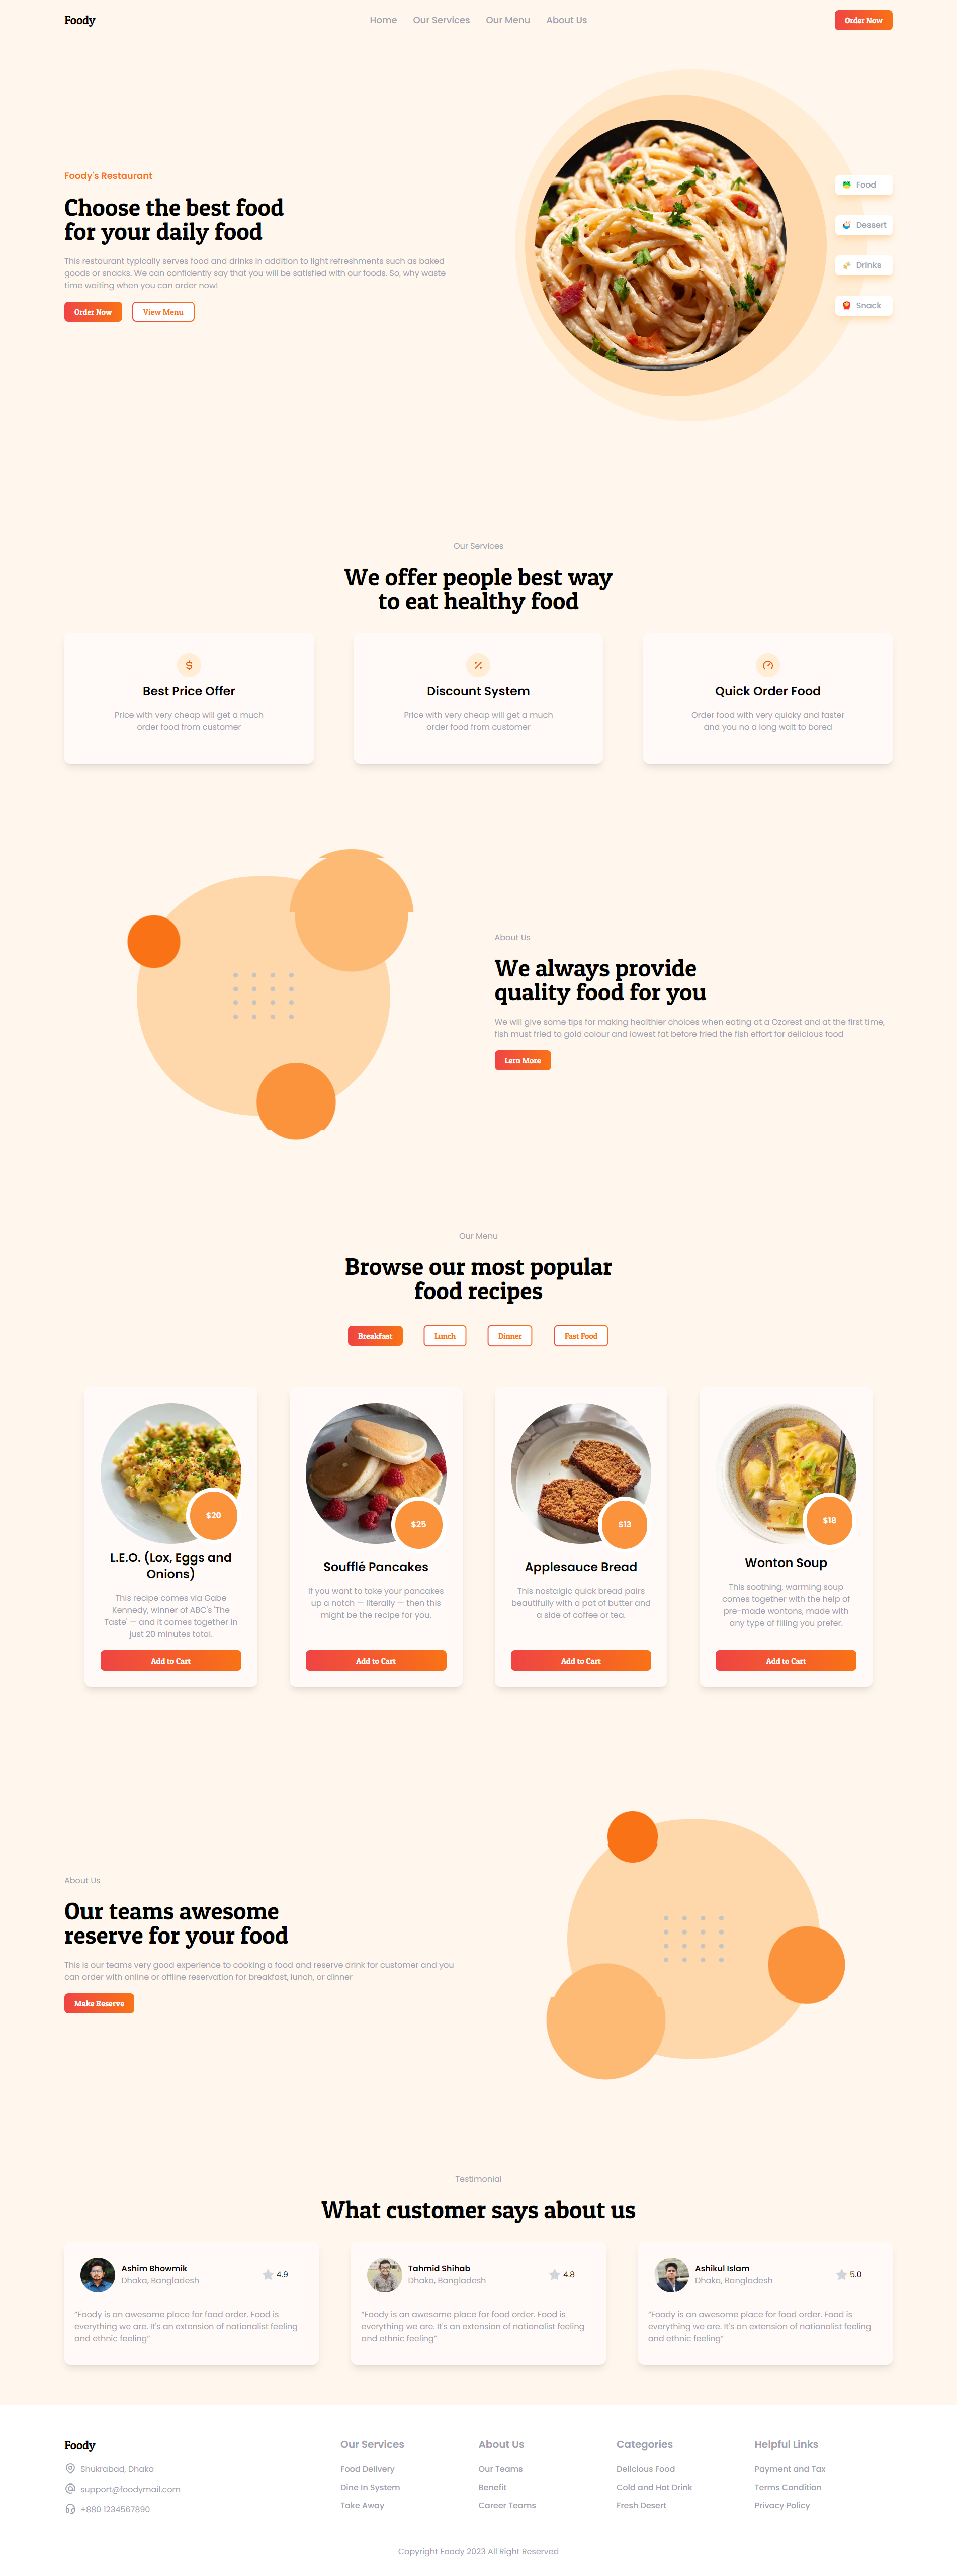 Foody
Home Our Services Our Menu About Us
Order Now
Foody's Restaurant
Choose the best food
for your daily food
This restaurant typically serves food and drinks in addition to light refreshments such as baked
goods or snacks. We can confidently say that you will be satisfied with our foods. So, why waste
time waiting when you can order now!
Order Now
View Menu
Food
Dessert
Drinks
Snack
Our Services
We offer people best way
to eat healthy food
Best Price Offer
Price with very cheap will get a much
order food from customer
Discount System
Price with very cheap will get a much
order food from customer
Quick Order Food
Order food with very quicky and faster
and you no a long wait to bored
About Us
We always provide
quality food for you
We will give some tips for making healthier choices when eating at a Ozorest and at the first time,
fish must fried to gold colour and lowest fat before fried the fish effort for delicious food
Lern More
Our Menu
Browse our most popular
food recipes
Breakfast
Lunch
Dinner
Fast Food
$20
L.E.O. (Lox, Eggs and
Onions)
This recipe comes via Gabe
Kennedy, winner of ABC's 'The
Taste' — and it comes together in
just 20 minutes total.
Add to Cart
$25
Soufflé Pancakes
If you want to take your pancakes
up a notch — literally — then this
might be the recipe for you.
Add to Cart
$13
Applesauce Bread
This nostalgic quick bread pairs
beautifully with a pat of butter and
a side of coffee or tea.
Add to Cart
$18
Wonton Soup
This soothing, warming soup
comes together with the help of
pre-made wontons, made with
any type of filling you prefer.
Add to Cart
About Us
Our teams awesome
reserve for your food
This is our teams very good experience to cooking a food and reserve drink for customer and you
can order with online or offline reservation for breakfast, lunch, or dinner
Make Reserve
Testimonial
What customer says about us
Ashim Bhowmik
Dhaka, Bangladesh
4.9
“Foody is an awesome place for food order. Food is
everything we are. It's an extension of nationalist feeling
and ethnic feeling”
Tahmid Shihab
Dhaka, Bangladesh
4.8
“Foody is an awesome place for food order. Food is
everything we are. It's an extension of nationalist feeling
and ethnic feeling”
Ashikul Islam
Dhaka, Bangladesh
5.0
“Foody is an awesome place for food order. Food is
everything we are. It's an extension of nationalist feeling
and ethnic feeling”
Foody
Shukrabad, Dhaka
support@foodymail.com
+880 1234567890
Our Services
Food Delivery
Dine In System
Take Away
About Us
Our Teams
Benefit
Career Teams
Categories
Delicious Food
Cold and Hot Drink
Fresh Desert
Helpful Links
Payment and Tax
Terms Condition
Privacy Policy
Copyright Foody 2023 All Right Reserved